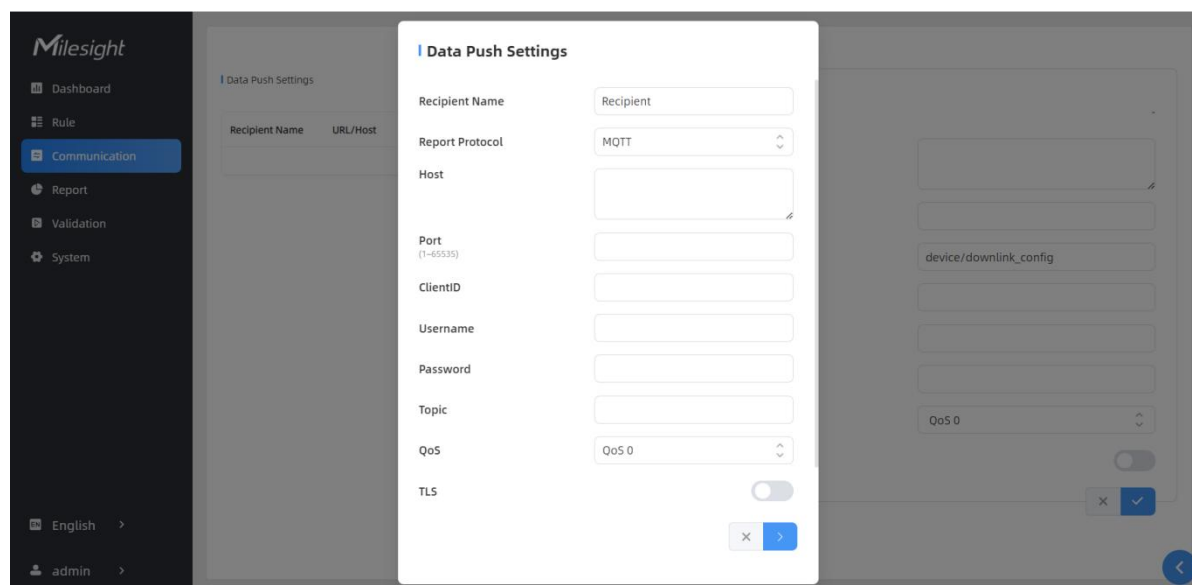 Milesight
Dashboard
Rule
Communication
Report
Validation
System
EN English >
admin >
Data Push Settings
Recipient Name URL/Host
Data Push Settings
Recipient Name Recipient
Report Protocol MQTT
Host
Port
(1~65535)
ClientID
Username
Password
Topic
QoS QoS 0
TLS
device/downlink_config
QoS 0